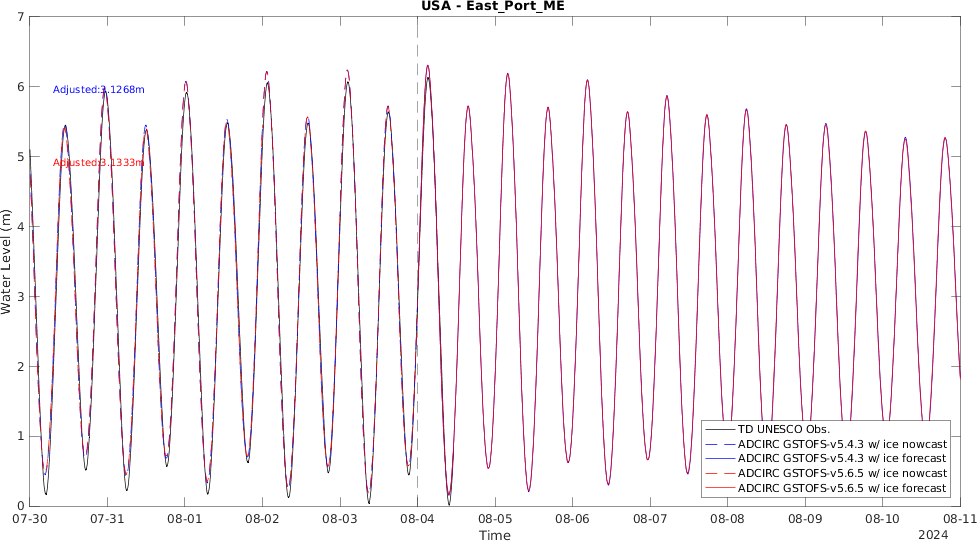 USA - East_Port_ME
7
6
5
4
3
2
1
0
Water Level (m)
Adjusted:3.1268m
Adjusted:3.1333m
TD UNESCO Obs.
ADCIRC GSTOFS-v5.4.3 w/ ice nowcast
ADCIRC GSTOFS-v5.4.3 w/ ice forecast
ADCIRC GSTOFS-v5.6.5 w/ ice nowcast
ADCIRC GSTOFS-v5.6.5 w/ ice forecast
07-30 07-31 08-01 08-02 08-03 08-04 08-05 08-06 08-07 08-08 08-09 08-10 08-11
Time
2024